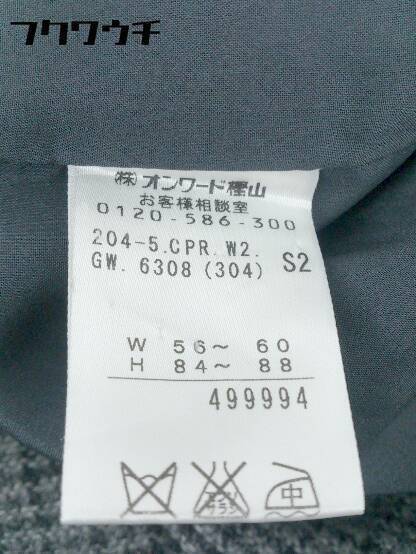 フクワウチ
(株)オンワード樫山
お客様相談室
0120-586-300
204-5.CPR.W2.
GW. 6308 (304) S2
W 56～ 60
H 84～ 88
499994
中